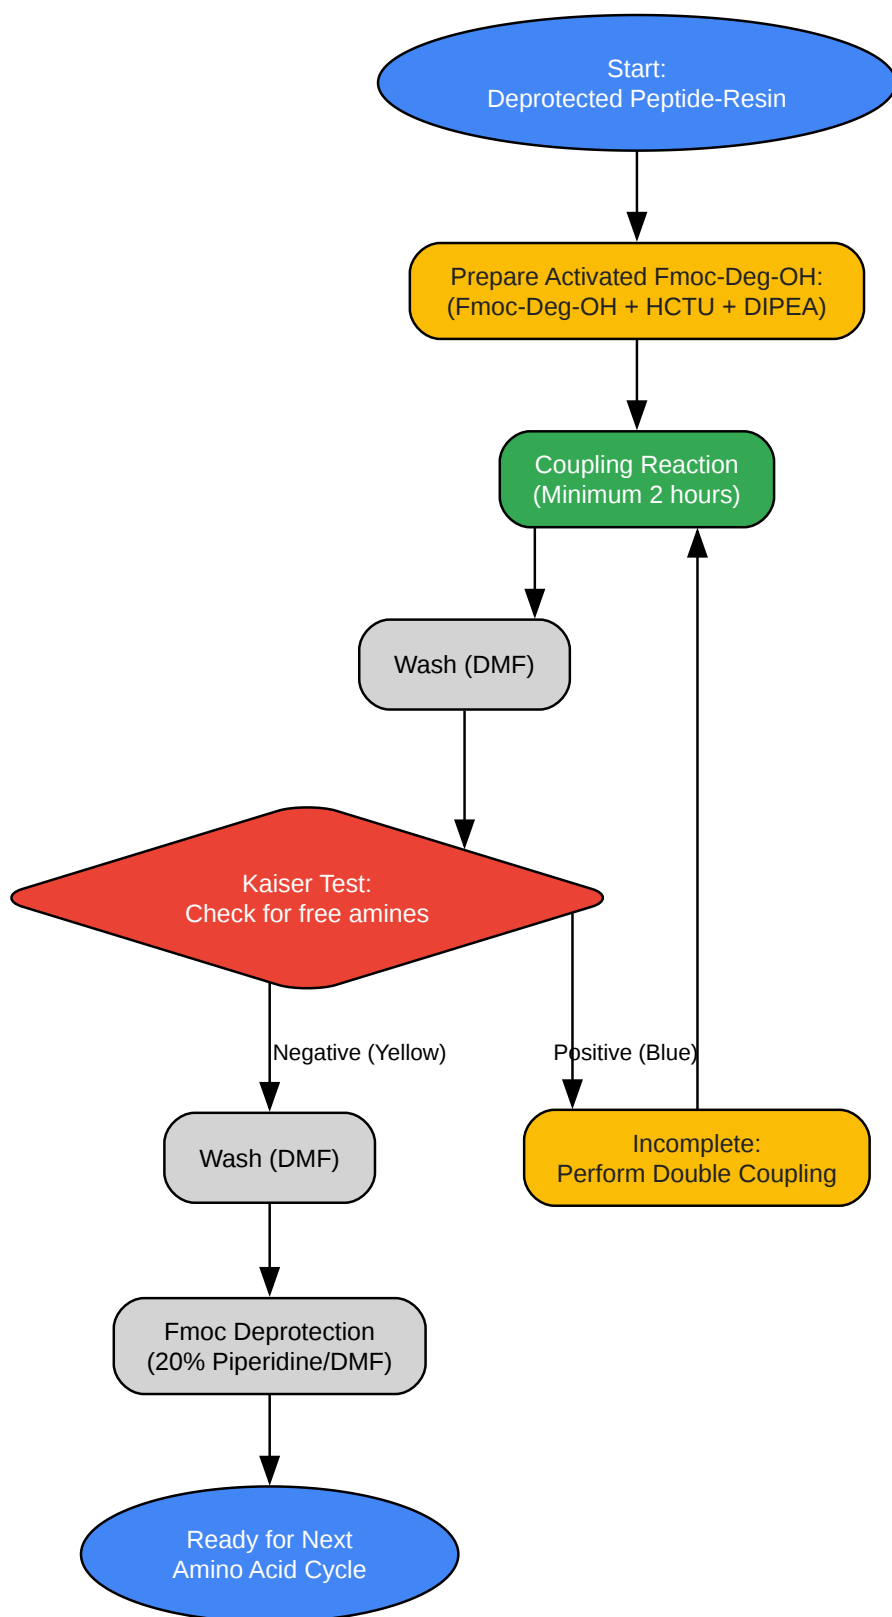 Start:
Deprotected Peptide-Resin
Prepare Activated Fmoc-Deg-OH:
(Fmoc-Deg-OH + HCTU + DIPEA)
Coupling Reaction
(Minimum 2 hours)
Wash (DMF)
Kaiser Test:
Check for free amines
Negative (Yellow)
Positive (Blue)
Wash (DMF)
Incomplete:
Perform Double Coupling
Fmoc Deprotection
(20% Piperidine/DMF)
Ready for Next
Amino Acid Cycle